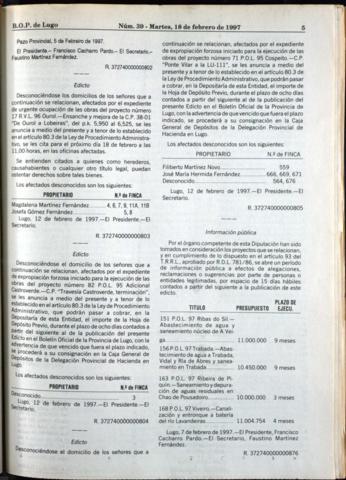 B.O.P. de Lugo
Núm. 39 - Martes, 18 de febrero de 1997
5
Pazo Provincial, 5 de Febrero de 1997.
El Presidente.- Francisco Cacharro Pardo.- El Secretario.-
Faustino Martínez Fernández.
R. 372740000000802
Edicto
Desconociéndose los domicilios de los señores que a
continuación se relacionan, afectados por el expediente
de urgente ocupación de las obras del proyecto número
17 R.V.L. 96 Dist.—Ensanche y mejora de la C.P. 38-01
"De Ourol a Loberas", del p.k. 5,950 al 6,525, se les
anuncia a medio del presente y a tenor de lo establecido
en el artículo 80.3 de la Ley de Procedimiento Administra-
tivo, se les cita para el próximo día 18 de febrero a las
11.00 horas, en las oficinas afectadas.
Se entienden citados a quienes como herederos,
causahabientes o cualquier otro título legal, puedan
ostentar derechos sobre tales bienes.
Los afectados desconocidos son los siguientes:
PROPIETARIO N.º de FINCA
Magdalena Martínez Fernández 4, 6, 7, 9, 11A, 11B
Josefa Gómez Fernández 5, 8
Lugo, 12 de febrero de 1997.—El Presidente.—El
Secretario.
R. 3727400000000803
Edicto
Desconociéndose el domicilio de los señores que a
continuación se relacionan, afectados por el expediente
de expropiación forzosa iniciado para la ejecución de las
obras del proyecto número 82 P.O.L. 95 Adicional
Castroverde.—C.P. "Travesía Castroverde, terminación",
se les anuncia a medio del presente y a tenor de lo
establecido en el artículo 80.3 de la Ley de Procedimiento
Administrativo, que podrán pasar a cobrar, en la
Depositaría de esta Entidad, el importe de la Hoja de
Depósito Previo, durante el plazo de ocho días contados a
partir del siguiente al de la publicación del presente
Edicto en el Boletín Oficial de la Provincia de Lugo, con la
advertencia de que vencido que fuera el plazo indicado,
se procederá a su consignación en la Caja General de
Depósitos de la Delegación Provincial de Hacienda en
Lugo.
Los afectados desconocidos son los siguientes:
PROPIETARIO N.º de FINCA
Desconocido 3
Lugo, 12 de febrero de 1997.—El Presidente.—El
Secretario.
R. 372740000000804
Edicto
Desconociéndose el domicilio de los señores que a
continuación se relacionan, afectados por el expediente
de expropiación forzosa iniciado para la ejecución de las
obras del proyecto número 71 P.O.L. 95 Cospeito.—C.P.
"Ponte Vilar a la LU-111", se les anuncia a medio del
presente y a tenor de lo establecido en el artículo 80.3 de
la Ley de Procedimiento Administrativo, que podrán pasar
a cobrar, en la Depositaría de esta Entidad, el importe de
la Hoja de Depósito Previo, durante el plazo de ocho días
contados a partir del siguiente al de la publicación del
presente Edicto en el Boletín Oficial de la Provincia de
Lugo, con la advertencia de que vencido que fuera el plazo
indicado, se procederá a su consignación en la Caja
General de Depósitos de la Delegación Provincial de
Hacienda en Lugo.
Los afectados desconocidos son los siguientes:
PROPIETARIO N.º de FINCA
Filiberto Martínez Novo 559
José María Hermida Fernández 666, 669, 671
Desconocido 564, 676
Lugo, 12 de febrero de 1997.—El Presidente.—El
Secretario.
R. 3727400000000805
Información pública
Por el órgano competente de esta Diputación han sido
tomados en consideración los proyectos que se relacionan,
y en cumplimiento de lo dispuesto en el artículo 93 del
T.R.R.L., aprobado por R.D.L. 781/86, se abre un período
de información pública a efectos de alegaciones,
reclamaciones o sugerencias por parte de personas o
entidades legitimadas, por espacio de 15 días hábiles
contados a partir del siguiente a la publicación de este
edicto.
TITULO PRESUPUESTO PLAZO DE EJECU.
151 P.O.L. 97 Ribas do Sil.—
Abastecimiento de agua y
saneamiento núcleo de A Vei-
ga 11.000.000 9 meses
156 P.O.L. 97 Trabada.—Abas-
tecimiento de agua a Trabada,
Vidal y Ría de Abres y sanea-
miento en Trabada 10.450.000 9 meses
163 P.O.L. 97 Ribeira de Pi-
quín.—Saneamiento y depura-
ción de aguas residuales en
Chao de Pousadoiro 10.000.000 3 meses
168 P.O.L. 97 Viveiro.—Canali-
zación y entronque a batería
del río Landro 11.004.754 4 meses
Lugo, 7 de febrero de 1997.—El Presidente, Francisco
Cacharro Pardo.—El Secretario, Faustino Martínez
Fernández.
R. 3727400000000876